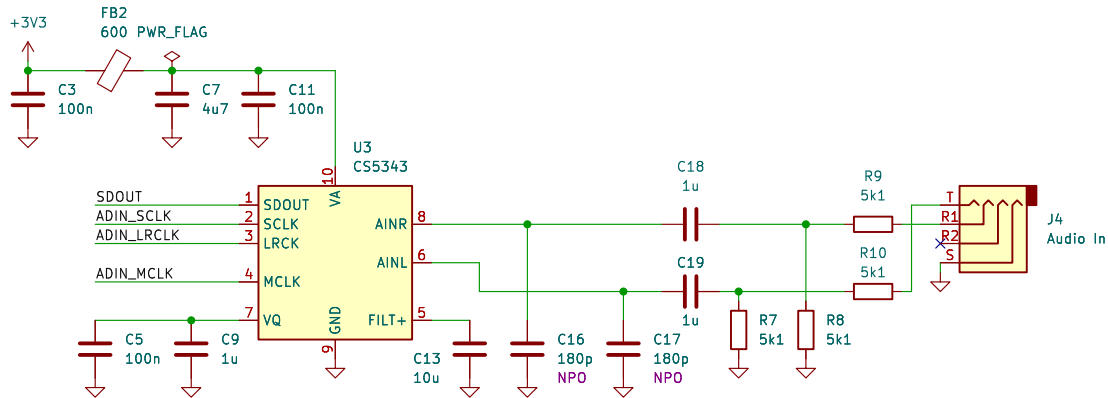 FB2
+3V3
600 PWR_FLAG
C3
100n
C7
4u7
C11
100n
U3
CS5343
10
VA
SDOUT
1
SDOUT
ADIN_SCLK
2
SCLK
ADIN_LRCLK
3
LRCK
ADIN_MCLK
4
MCLK
7
VQ
GND
9
AINR
8
AINL
6
FILT+
5
C5
100n
C9
1u
C13
10u
C16
180p
NPO
C17
180p
NPO
C18
1u
C19
1u
R7
5k1
R8
5k1
R9
5k1
R10
5k1
T
R1
R2
S
J4
Audio In